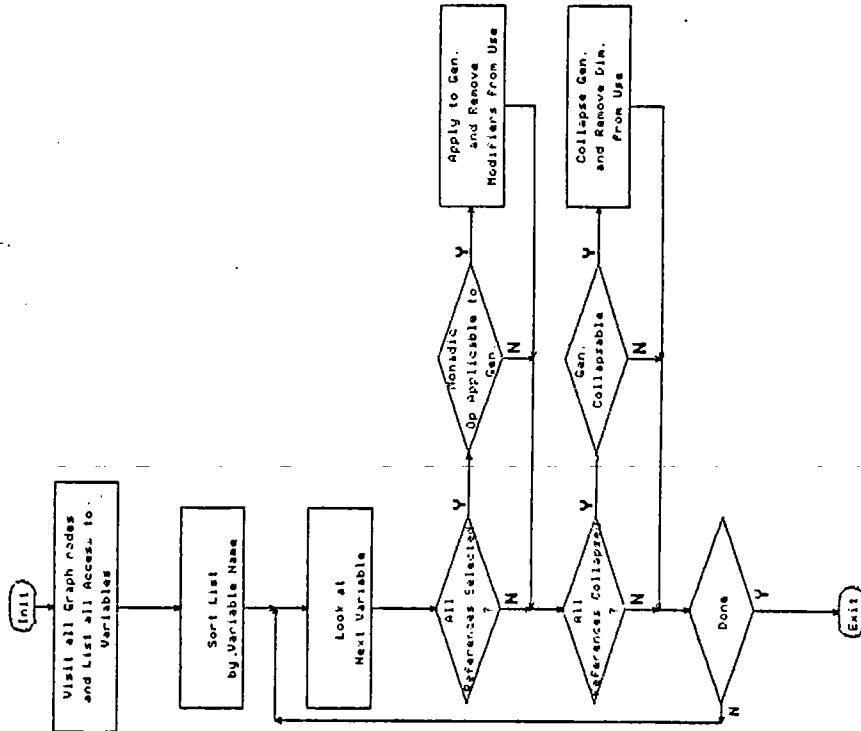 Init
Visit all Graph nodes
and List all Access to
Variables
Sort List
by Variable Name
Look at
Next Variable
All
References Selected
?
Y
N
Monadic
Op Applicable to
Gen.
Y
N
Apply to Gen.
and Remove
Modifiers from Use
All
References Collapsed
?
Y
N
Gen.
Collapsable
Y
N
Collapse Gen.
and Remove Dim.
from Use
Done
N
Y
Exit